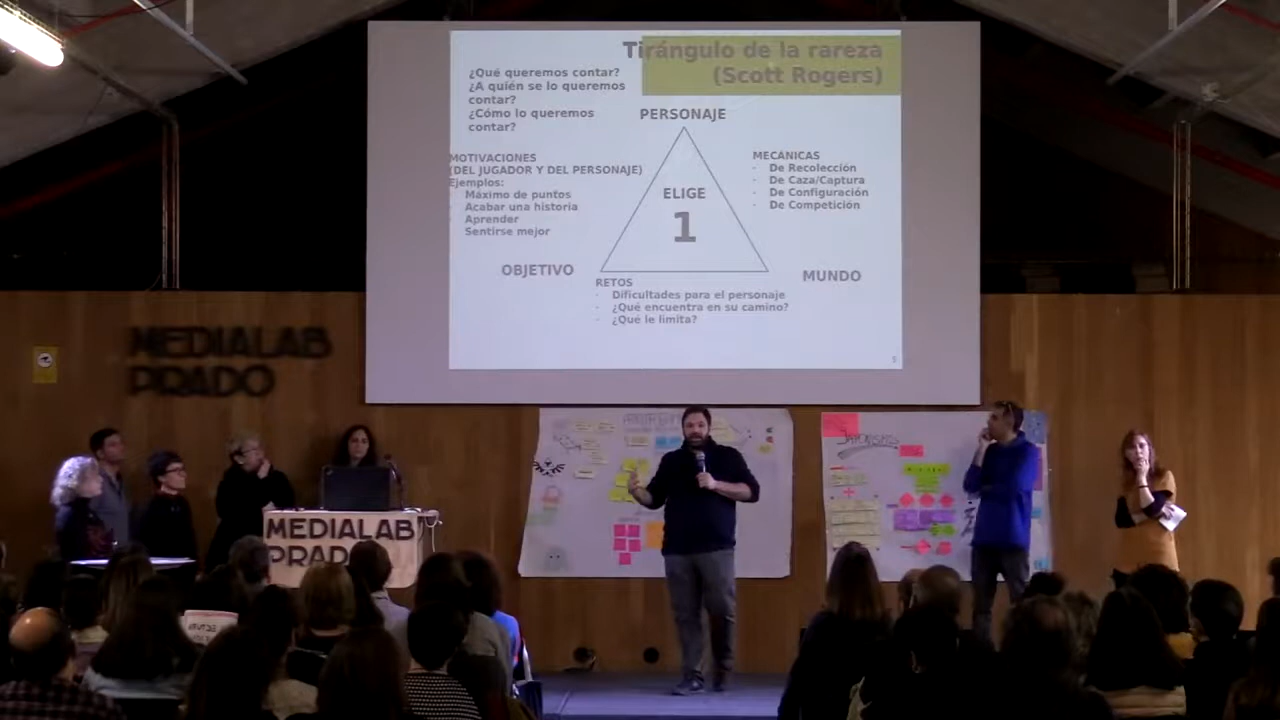 Tirángulo de la rareza
(Scott Rogers)
¿Qué queremos contar?
¿A quién se lo queremos
contar?
¿Cómo lo queremos
contar?
PERSONAJE
MOTIVACIONES
(DEL JUGADOR Y DEL PERSONAJE)
Ejemplos:
Máximo de puntos
Acabar una historia
Aprender
Sentirse mejor
MECÁNICAS
- De Recolección
- De Caza/Captura
- De Configuración
- De Competición
ELIGE
1
OBJETIVO
MUNDO
RETOS
- Dificultades para el personaje
- ¿Qué encuentra en su camino?
- ¿Qué le limita?
MEDIALAB
PRADO
MEDIALAB
PRADO